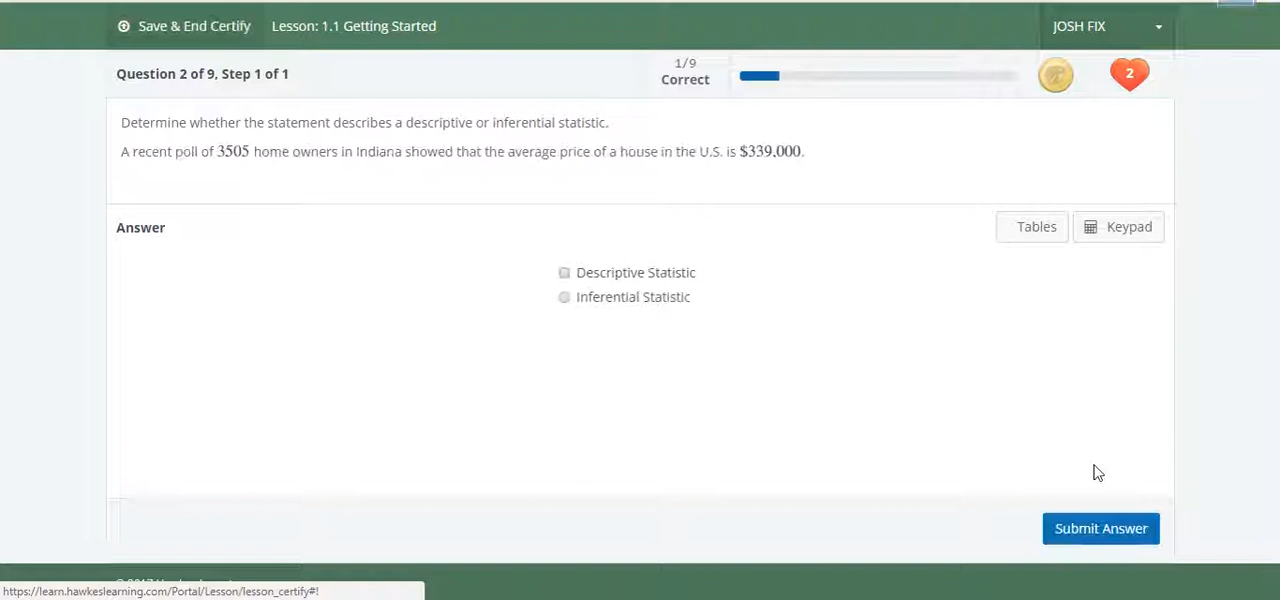 Save & End Certify Lesson: 1.1 Getting Started JOSH FIX
Question 2 of 9, Step 1 of 1
1/9
Correct
2
Determine whether the statement describes a descriptive or inferential statistic.
A recent poll of 3505 home owners in Indiana showed that the average price of a house in the U.S. is $339,000.
Answer
Tables Keypad
Descriptive Statistic
Inferential Statistic
Submit Answer
https://learn.hawkeslearning.com/Portal/Lesson/lesson_certify#!